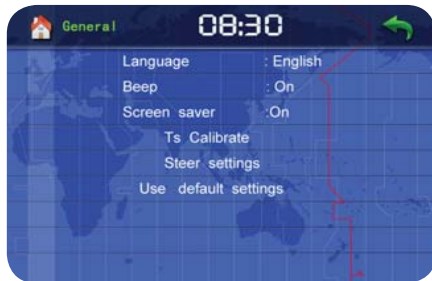 General 08:30
Language : English
Beep : On
Screen saver :On
Ts Calibrate
Steer settings
Use default settings